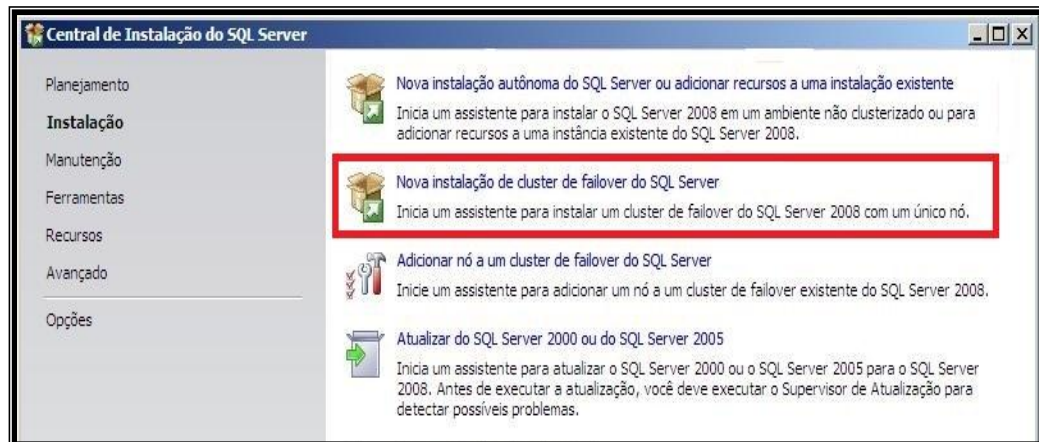 Central de Instalação do SQL Server
Planejamento
Instalação
Manutenção
Ferramentas
Recursos
Avançado
Opções
Nova instalação autônoma do SQL Server ou adicionar recursos a uma instalação existente
Inicia um assistente para instalar o SQL Server 2008 em um ambiente não clusterizado ou para
adicionar recursos a uma instância existente do SQL Server 2008.
Nova instalação de cluster de failover do SQL Server
Inicia um assistente para instalar um cluster de failover do SQL Server 2008 com um único nó.
Adicionar nó a um cluster de failover do SQL Server
Inicie um assistente para adicionar um nó a um cluster de failover existente do SQL Server 2008.
Atualizar do SQL Server 2000 ou do SQL Server 2005
Inicia um assistente para atualizar o SQL Server 2000 ou o SQL Server 2005 para o SQL Server
2008. Antes de executar a atualização, você deve executar o Supervisor de Atualização para
detectar possíveis problemas.